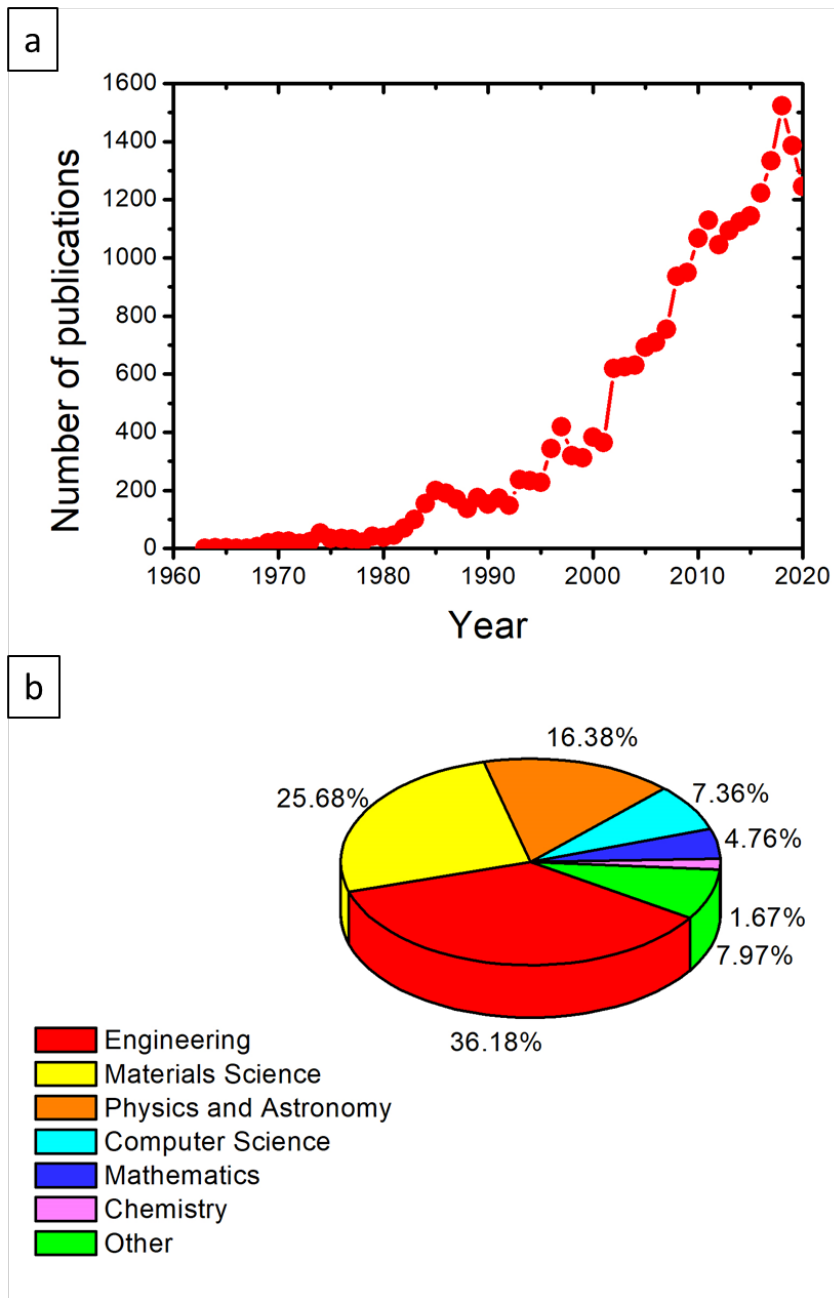 a
1600
1400
1200
1000
800
600
400
200
0
Number of publications
1960 1970 1980 1990 2000 2010 2020
Year
b
16.38%
25.68%
7.36%
4.76%
1.67%
7.97%
36.18%
Engineering
Materials Science
Physics and Astronomy
Computer Science
Mathematics
Chemistry
Other